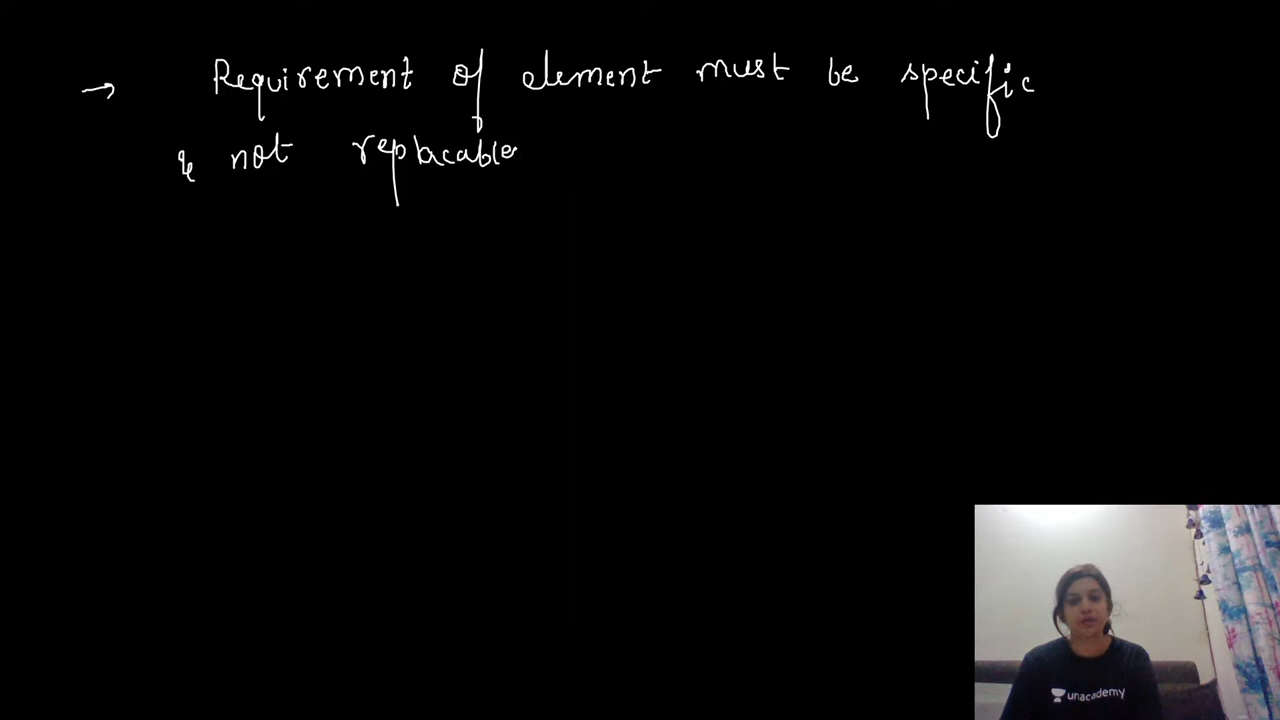 → Requirement of element must be specific
& not replacable
unacademy